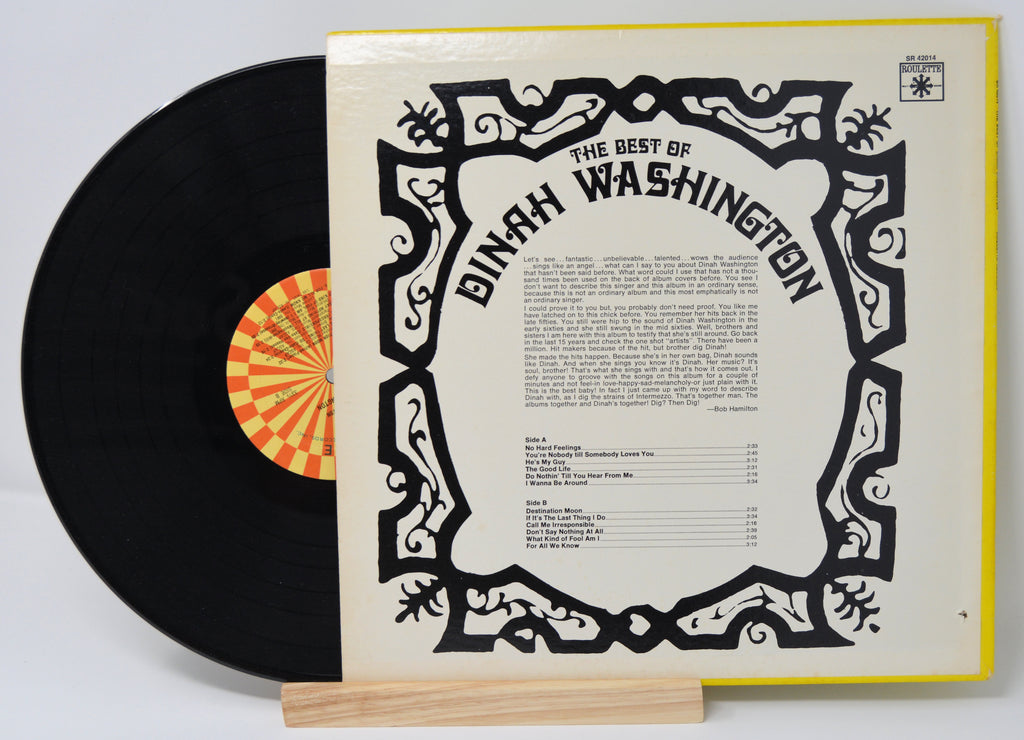 SR 42014
ROULETTE
THE BEST OF
DINAH WASHINGTON
Let's see...fantastic...unbelievable...talented...wows the audience
...sings like an angel...what can I say to you about Dinah Washington
that hasn't been said before. What word could I use that has not a thou-
sand times been used on the back of album covers before. You see I
don't want to describe this singer and this album in an ordinary sense,
because this is not an ordinary album and this most emphatically is not
an ordinary singer.
I could prove it to you but, you probably don't need proof. You like me
have latched on to this chick before. You remember her hits back in the
late fifties. You still were hip to the sound of Dinah Washington in the
early sixties and she still swung in the mid sixties. Well, brothers and
sisters I am here with this album to testify that she's still around. Go back
in the last 15 years and check the one shot "artists". There have been a
million. Hit makers because of the hit, but brother dig Dinah!
She made the hits happen. Because she's in her own bag, Dinah sounds
like Dinah. And when she sings you know it's Dinah. Her music? It's
soul, brother! That's what she sings with and that's how it comes out. I
defy anyone to groove with the songs on this album for a couple of
minutes and not feel-in love-happy-sad-melancholy-or just plain with it.
This is the best baby! In fact I just came up with my word to describe
Dinah with, as I dig the strains of Intermezzo. That's together man. The
albums together and Dinah's together! Dig? Then Dig!
—Bob Hamilton
Side A
No Hard Feelings 2:33
You're Nobody till Somebody Loves You 2:45
He's My Guy 3:12
The Good Life 2:31
Do Nothin' Till You Hear From Me 2:16
I Wanna Be Around 3:34
Side B
Destination Moon 2:32
If It's The Last Thing I Do 3:34
Call Me Irresponsible 2:16
Don't Say Nothing At All 2:39
What Kind of Fool Am I 2:05
For All We Know 3:12